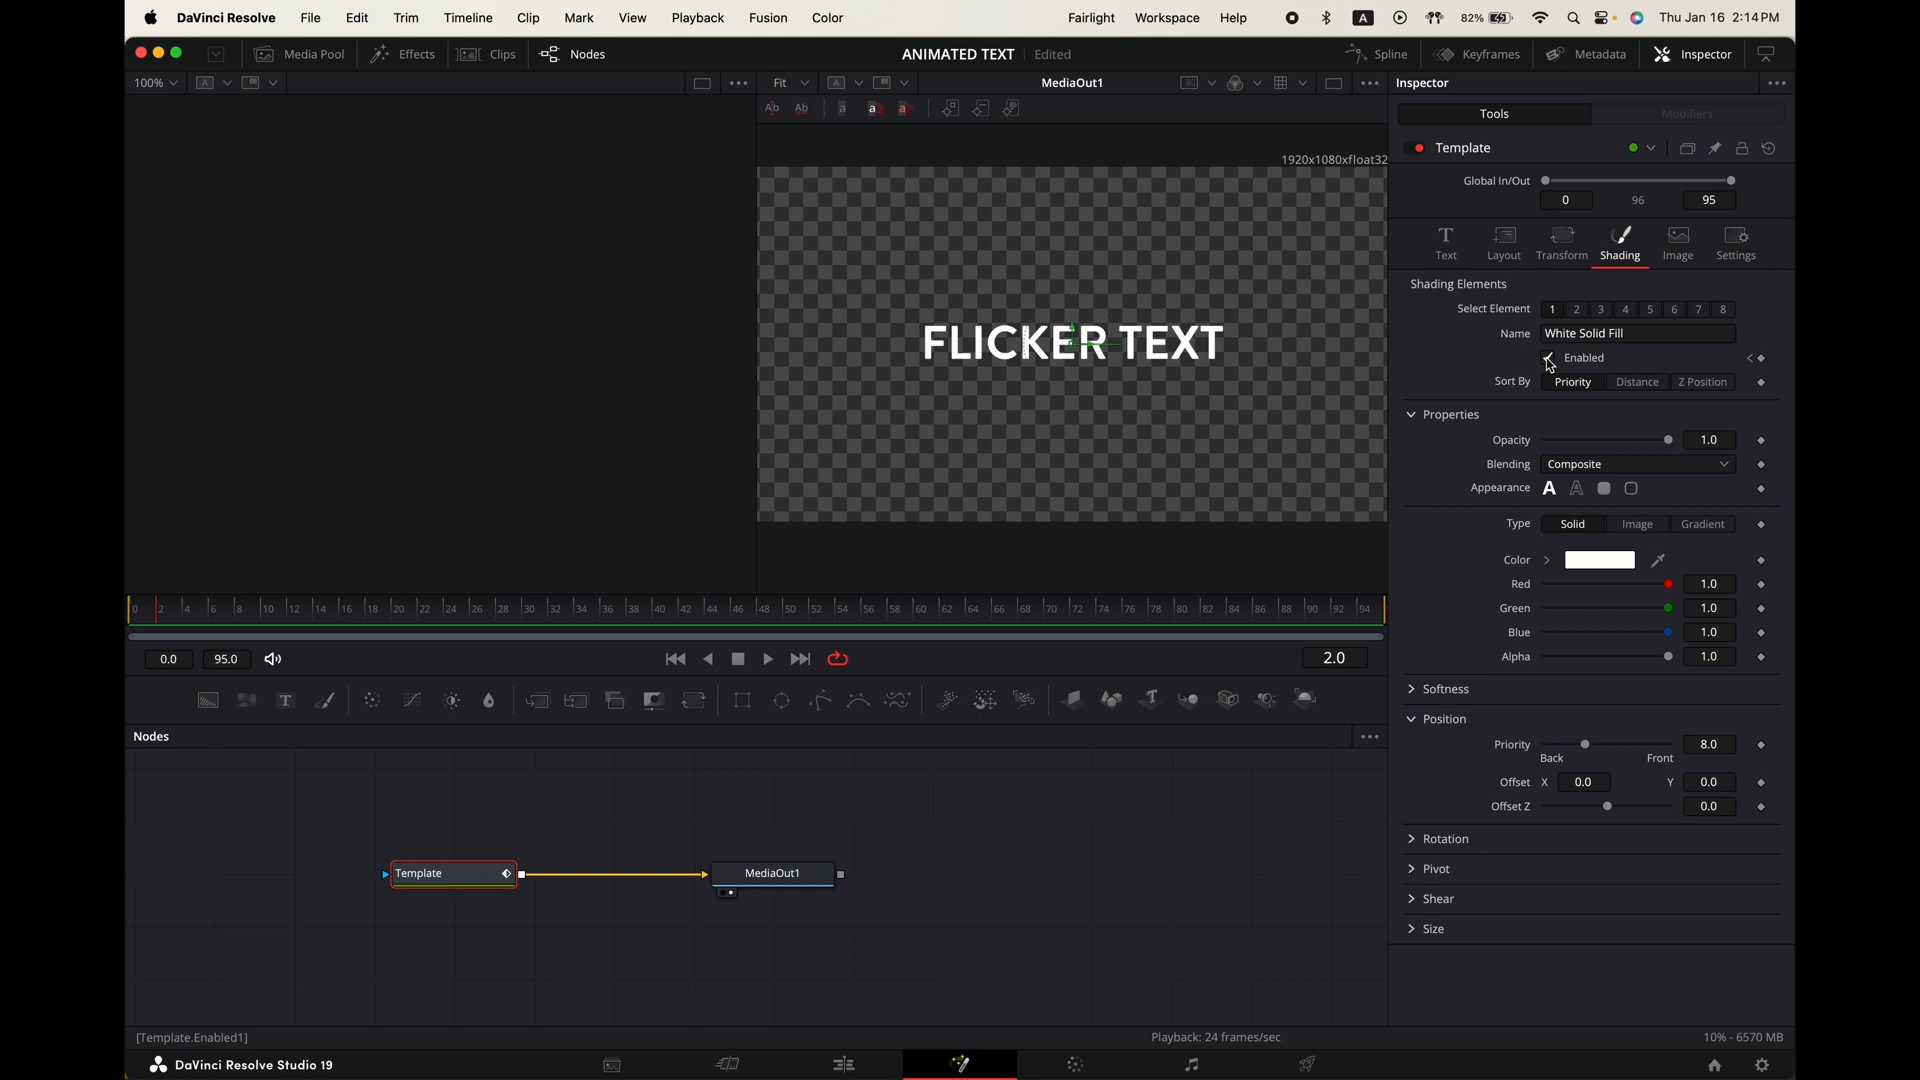 DaVinci Resolve File Edit Trim Timeline Clip Mark View Playback Fusion Color Fairlight Workspace Help A 82% Thu Jan 16 2:14 PM
Media Pool Effects Clips Nodes ANIMATED TEXT Edited Spline Keyframes Metadata Inspector
100% A Fit A MediaOut1 Inspector
Ab Ab a a a
Tools Modifiers
Template
1920x1080xfloat32
Global In/Out
0 96 95
Text Layout Transform Shading Image Settings
Shading Elements
Select Element 1 2 3 4 5 6 7 8
Name White Solid Fill
FLICKER TEXT
Enabled
Sort By Priority Distance Z Position
Properties
Opacity 1.0
Blending Composite
Appearance A A
Type Solid Image Gradient
Color
Red 1.0
Green 1.0
Blue 1.0
Alpha 1.0
0 2 4 6 8 10 12 14 16 18 20 22 24 26 28 30 32 34 36 38 40 42 44 46 48 50 52 54 56 58 60 62 64 66 68 70 72 74 76 78 80 82 84 86 88 90 92 94
0.0 95.0 2.0
T T
Softness
Position
Priority 8.0
Back Front
Offset X 0.0 Y 0.0
Offset Z 0.0
Rotation
Pivot
Shear
Size
Nodes
Template MediaOut1
[Template.Enabled1] Playback: 24 frames/sec 10% - 6570 MB
DaVinci Resolve Studio 19